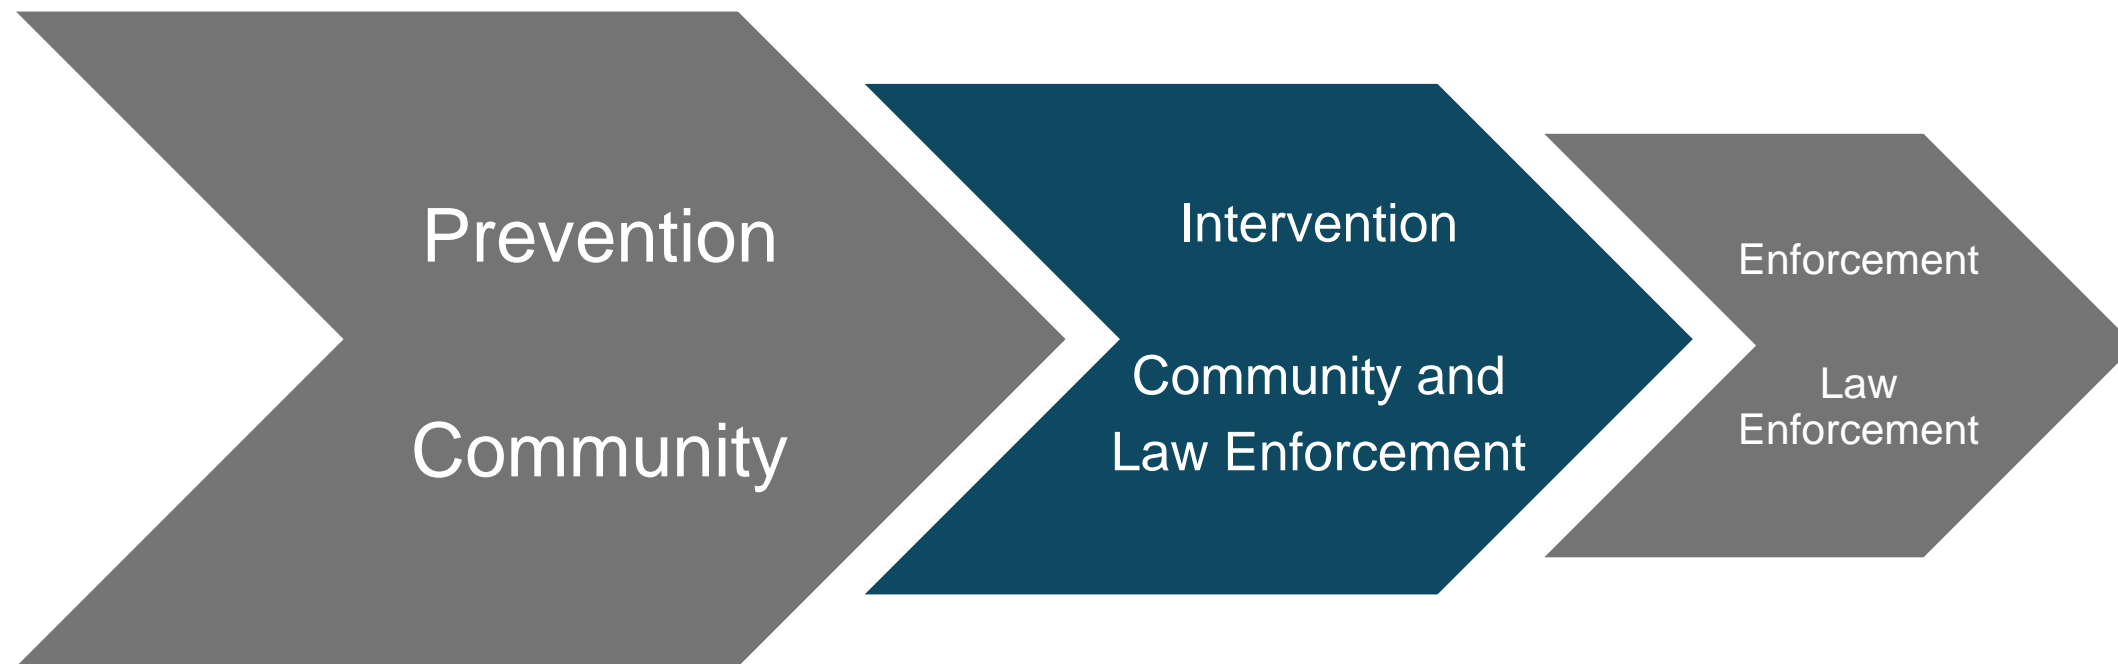 Prevention
Community
Intervention
Community and
Law Enforcement
Enforcement
Law
Enforcement